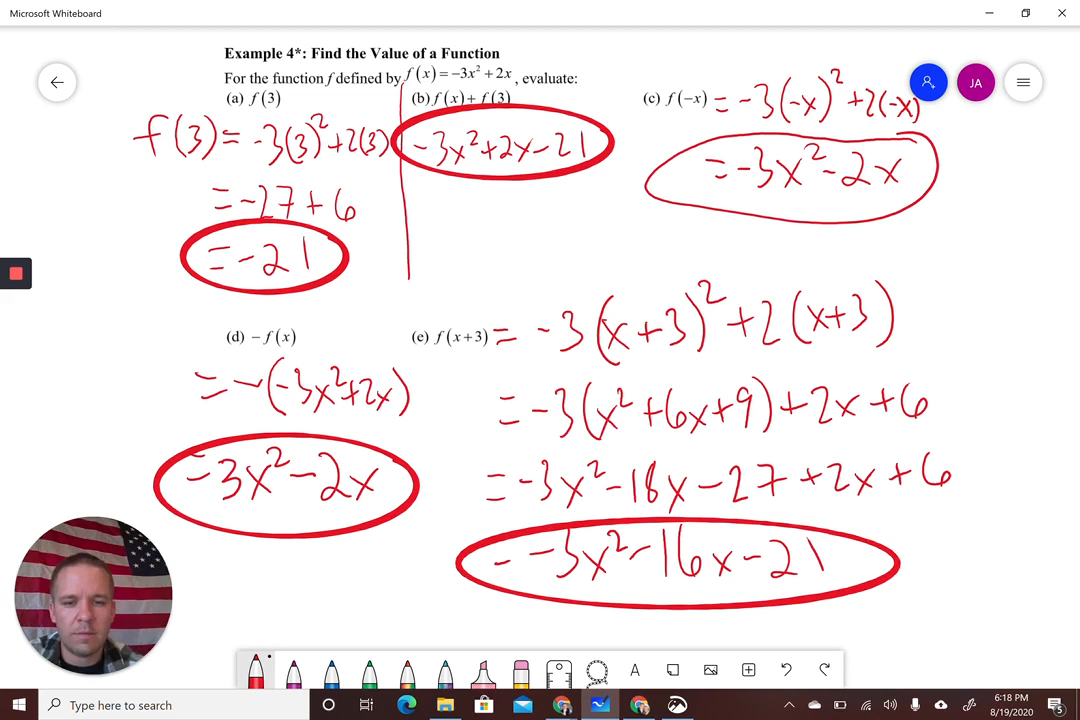 Microsoft Whiteboard
Example 4*: Find the Value of a Function
For the function f defined by f(x) = −3x² + 2x, evaluate:
(a) f(3)
(b) f(x) + f(3)
(c) f(−x) = −3(−x)² + 2(−x)
f(3) = −3(3)² + 2(3)
−3x² + 2x − 21
= −3x² − 2x
= −27 + 6
= −21
(d) −f(x)
(e) f(x+3) = −3(x+3)² + 2(x+3)
= −(−3x² + 2x)
= −3(x² + 6x + 9) + 2x + 6
= 3x² − 2x
= −3x² − 18x − 27 + 2x + 6
= −3x² − 16x − 21
JA
A
Type here to search
6:18 PM
8/19/2020
5